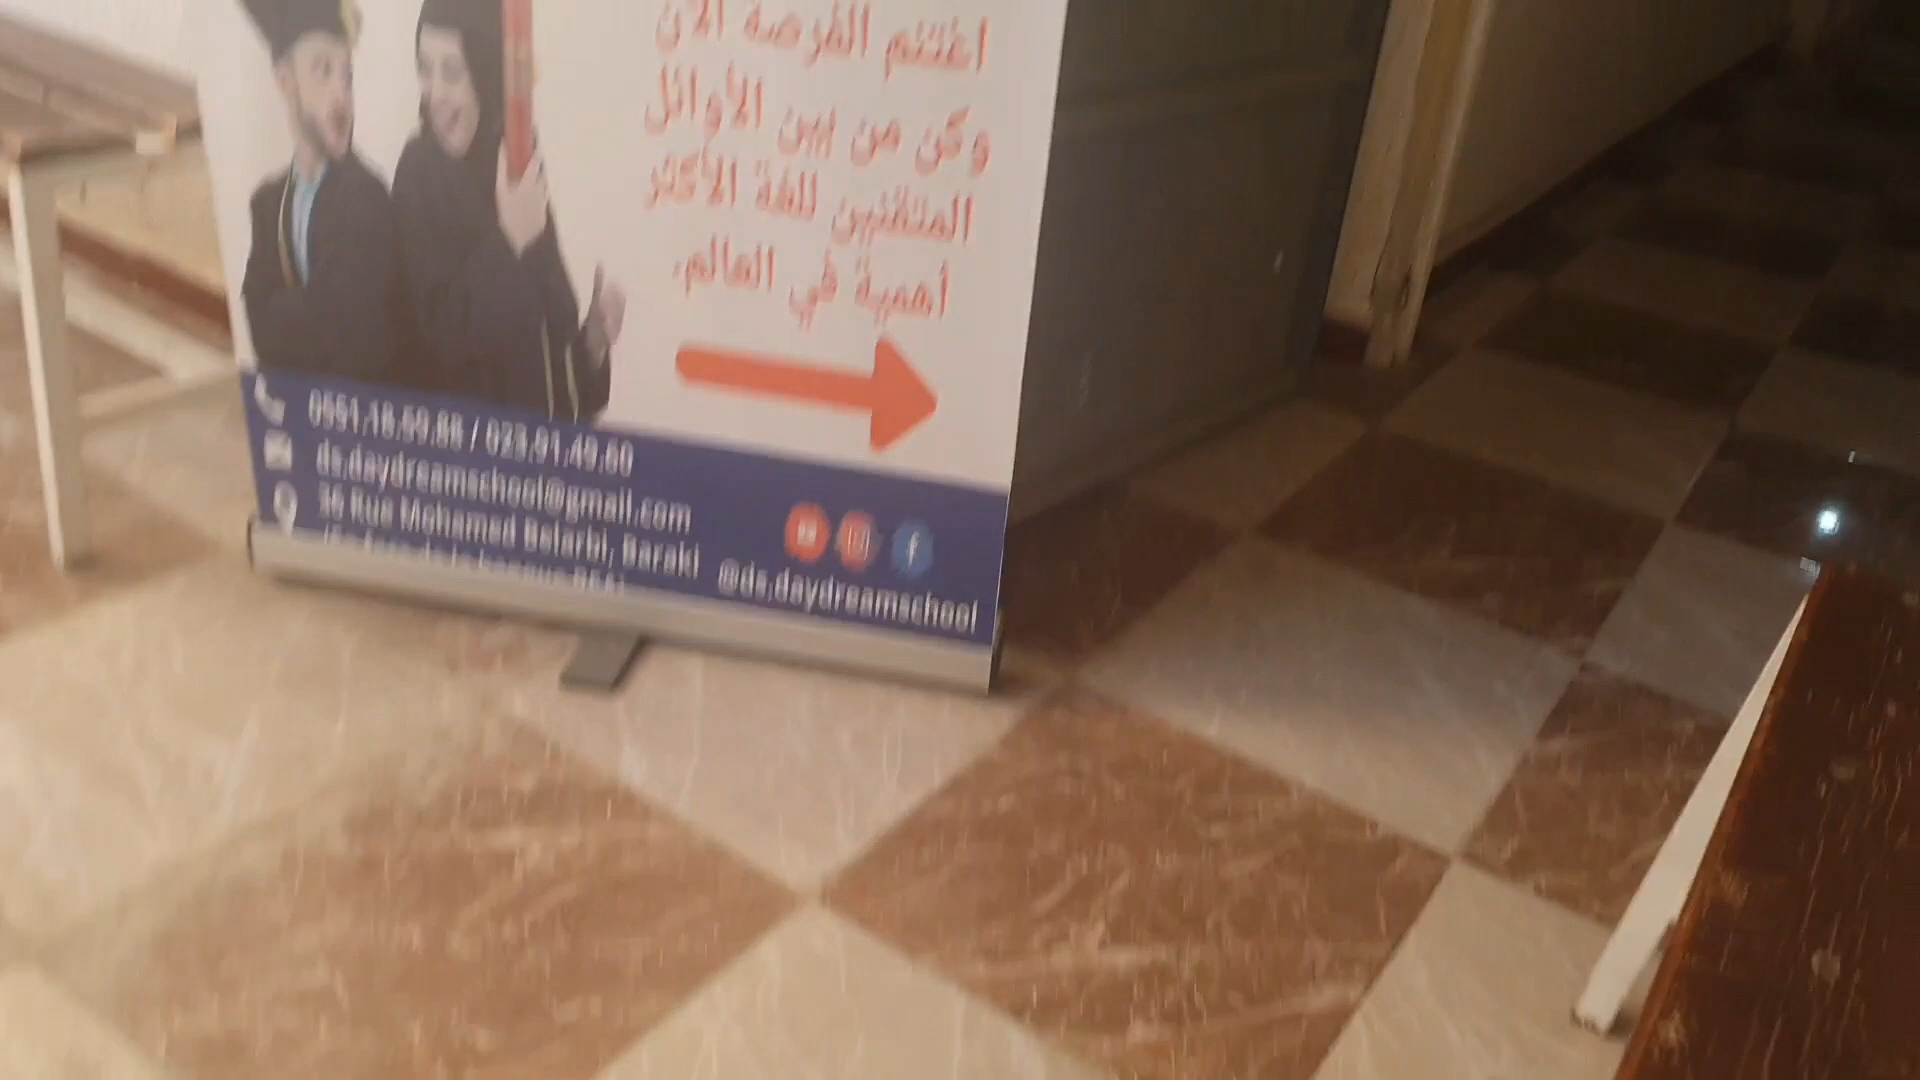 اغتنم الفرصة الآن
وكن من بين الأوائل
المتقنين للغة الأكثر
أهمية في العالم.
0551.18.59.88 / 023.91.49.60
ds.daydreamschool@gmail.com
36 Rue Mohamed Belarbi, Baraki
@ds.daydreamschool